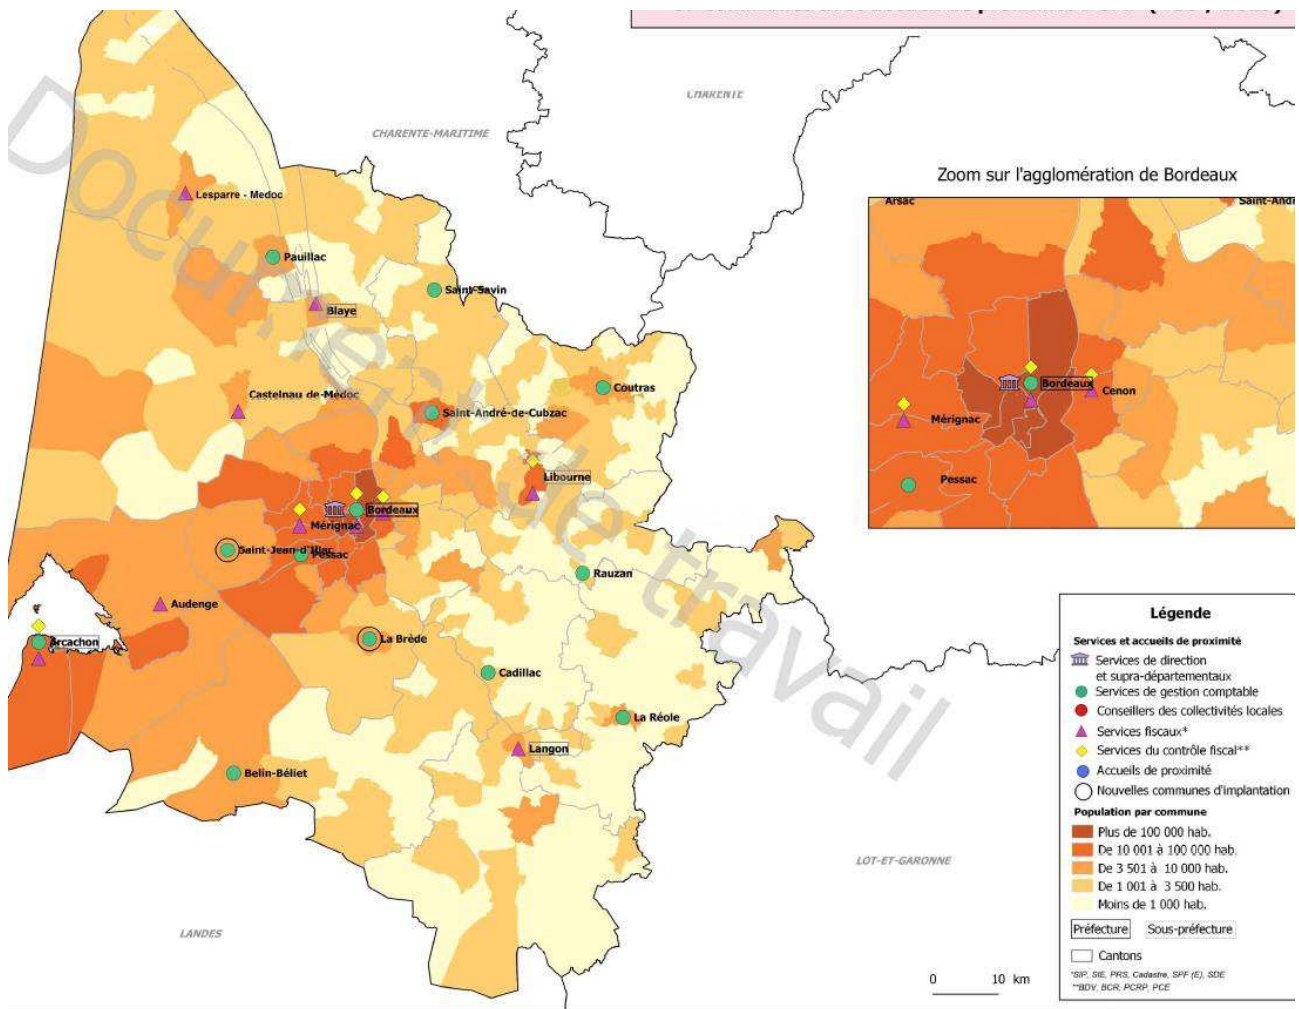 CHARENTE
CHARENTE-MARITIME
Zoom sur l'agglomération de Bordeaux
Arsac
Lesparre - Medoc
Pauillac
Saint-Savin
Blaye
Bordeaux
Cenon
Coutras
Castelnau de-Médoc
Saint-André-de-Cubzac
Mérignac
Libourne
Pessac
Bordeaux
Mérignac
Saint-Jean-d'Illac
Pessac
Rauzan
Audenge
La Brède
Arcachon
Cadillac
La Réole
Langon
Belin-Béliet
LOT-ET-GARONNE
LANDES
Document de travail
Légende
Services et accueils de proximité
Services de direction
et supra-départementaux
Services de gestion comptable
Conseillers des collectivités locales
Services fiscaux*
Services du contrôle fiscal**
Accueils de proximité
Nouvelles communes d'implantation
Population par commune
Plus de 100 000 hab.
De 10 001 à 100 000 hab.
De 3 501 à 10 000 hab.
De 1 001 à 3 500 hab.
Moins de 1 000 hab.
Préfecture Sous-préfecture
Cantons
*SIP, SIE, PRS, Cadastre, SPF (E), SDE
**BDV, BCR, PCRP, PCE
0 10 km